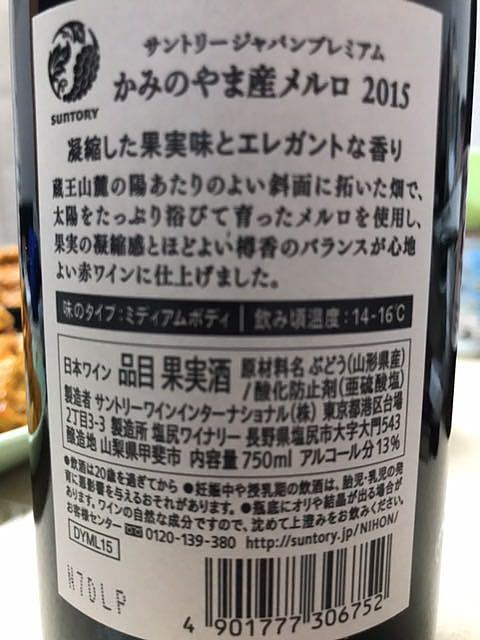 SUNTORY
サントリージャパンプレミアム
かみのやま産メルロ 2015
凝縮した果実味とエレガントな香り
蔵王山麓の陽あたりのよい斜面に拓いた畑で、
太陽をたっぷり浴びて育ったメルロを使用し、
果実の凝縮感とほどよい樽香のバランスが心地
よい赤ワインに仕上げました。
味のタイプ:ミディアムボディ | 飲み頃温度:14-16℃
日本ワイン 品目 果実酒 原材料名 ぶどう(山形県産)
/酸化防止剤(亜硫酸塩)
製造者 サントリーワインインターナショナル(株) 東京都港区台場
2丁目3-3 製造所 塩尻ワイナリー 長野県塩尻市大字大門543
醸造地 山梨県甲斐市 内容量 750ml アルコール分 13%
●飲酒は20歳を過ぎてから ●妊娠中や授乳期の飲酒は、胎児・乳児の発
育に悪影響を与えるおそれがあります。●瓶底にオリや結晶が出る場合が
あります。ワインの自然な成分ですので、沈めて上澄みをお飲みください。
お客様センター 0120-139-380 http://suntory.jp/NIHON/
DYML15
N7DLP
4 901777 306752